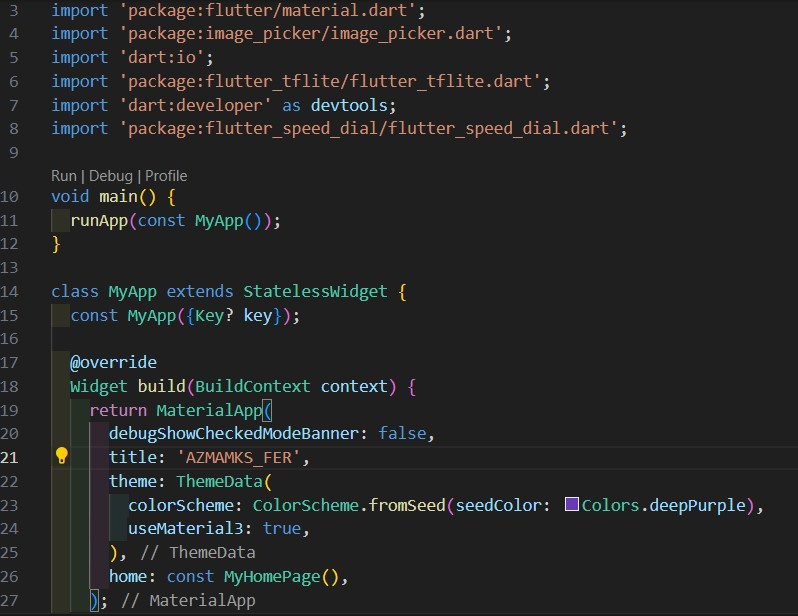 3 import 'package:flutter/material.dart';
4 import 'package:image_picker/image_picker.dart';
5 import 'dart:io';
6 import 'package:flutter_tflite/flutter_tflite.dart';
7 import 'dart:developer' as devtools;
8 import 'package:flutter_speed_dial/flutter_speed_dial.dart';
9
Run | Debug | Profile
10 void main() {
11   runApp(const MyApp());
12 }
13
14 class MyApp extends StatelessWidget {
15   const MyApp({Key? key});
16
17   @override
18   Widget build(BuildContext context) {
19     return MaterialApp(
20       debugShowCheckedModeBanner: false,
21       title: 'AZMAMKS_FER',
22       theme: ThemeData(
23         colorScheme: ColorScheme.fromSeed(seedColor: Colors.deepPurple),
24         useMaterial3: true,
25       ), // ThemeData
26       home: const MyHomePage(),
27     ); // MaterialApp